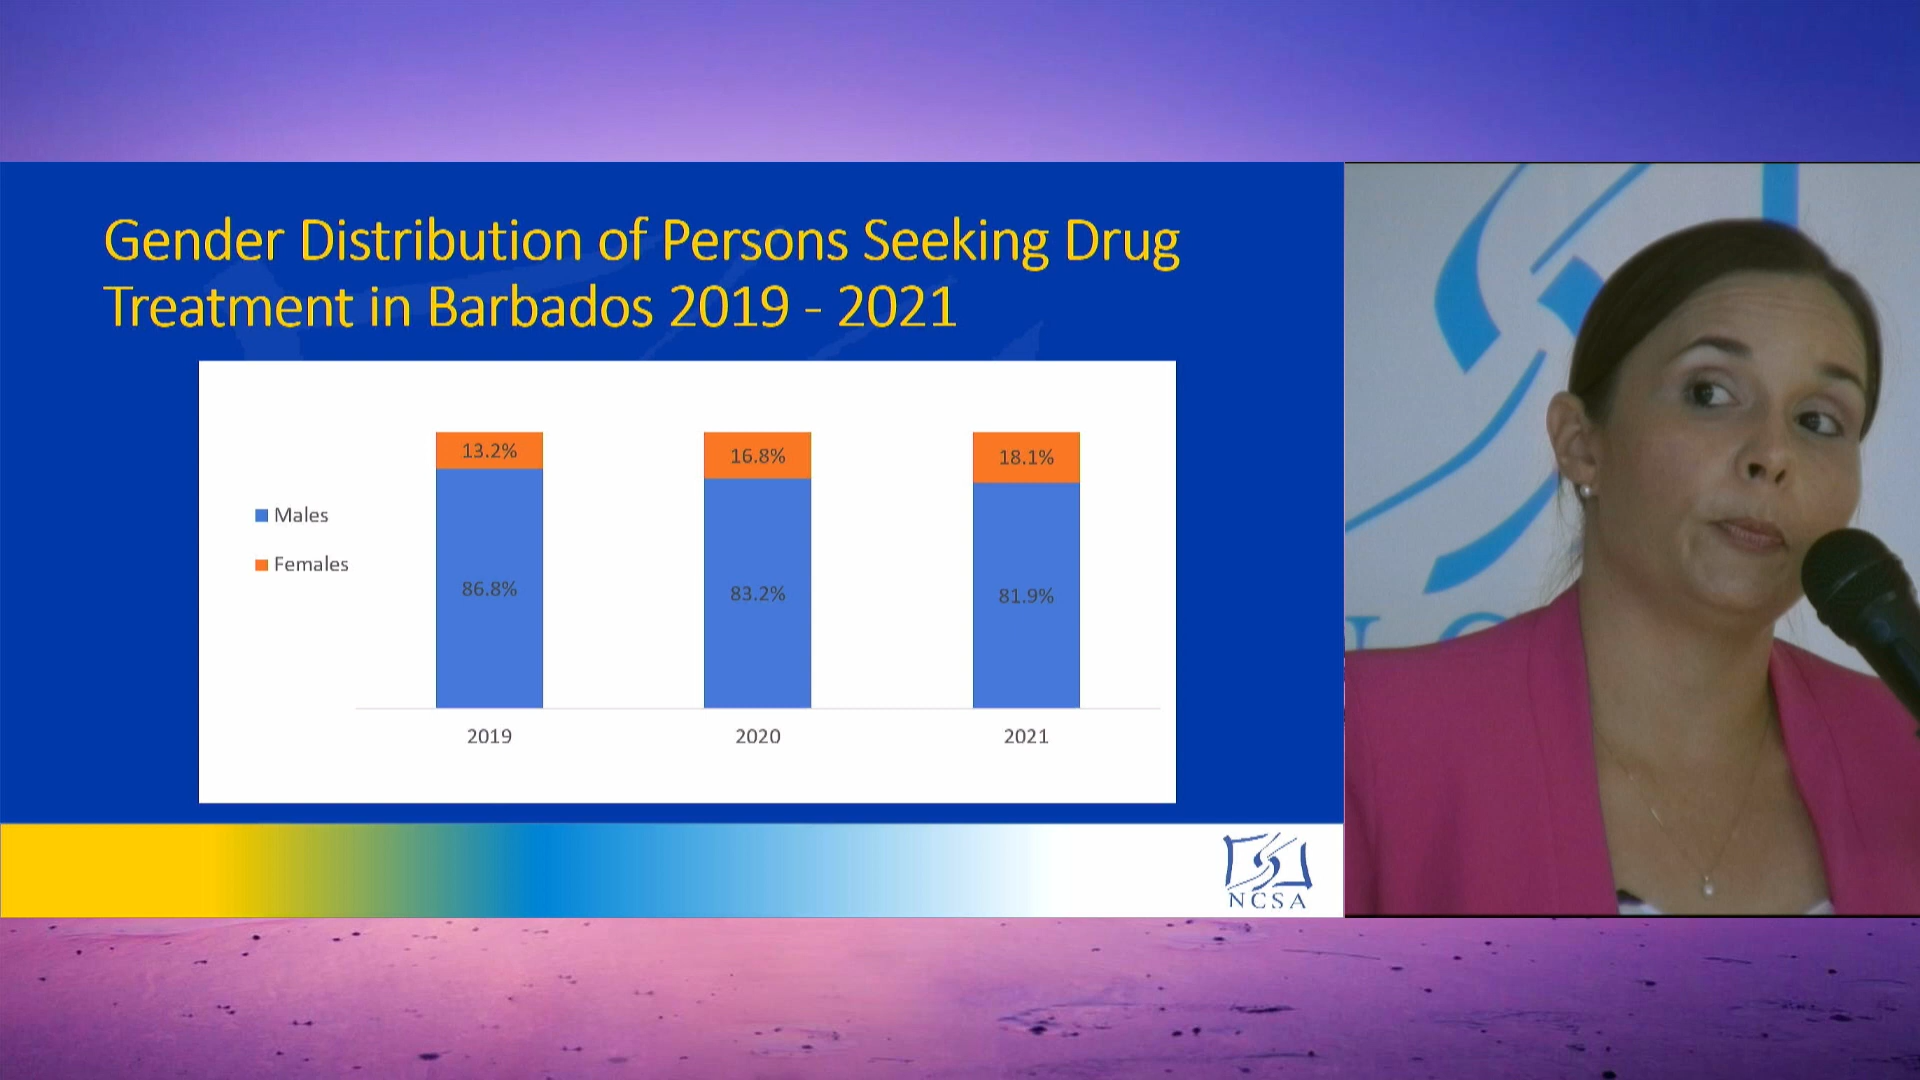 Gender Distribution of Persons Seeking Drug
Treatment in Barbados 2019 - 2021
13.2%
16.8%
18.1%
Males
Females
86.8%
83.2%
81.9%
2019
2020
2021
NCSA